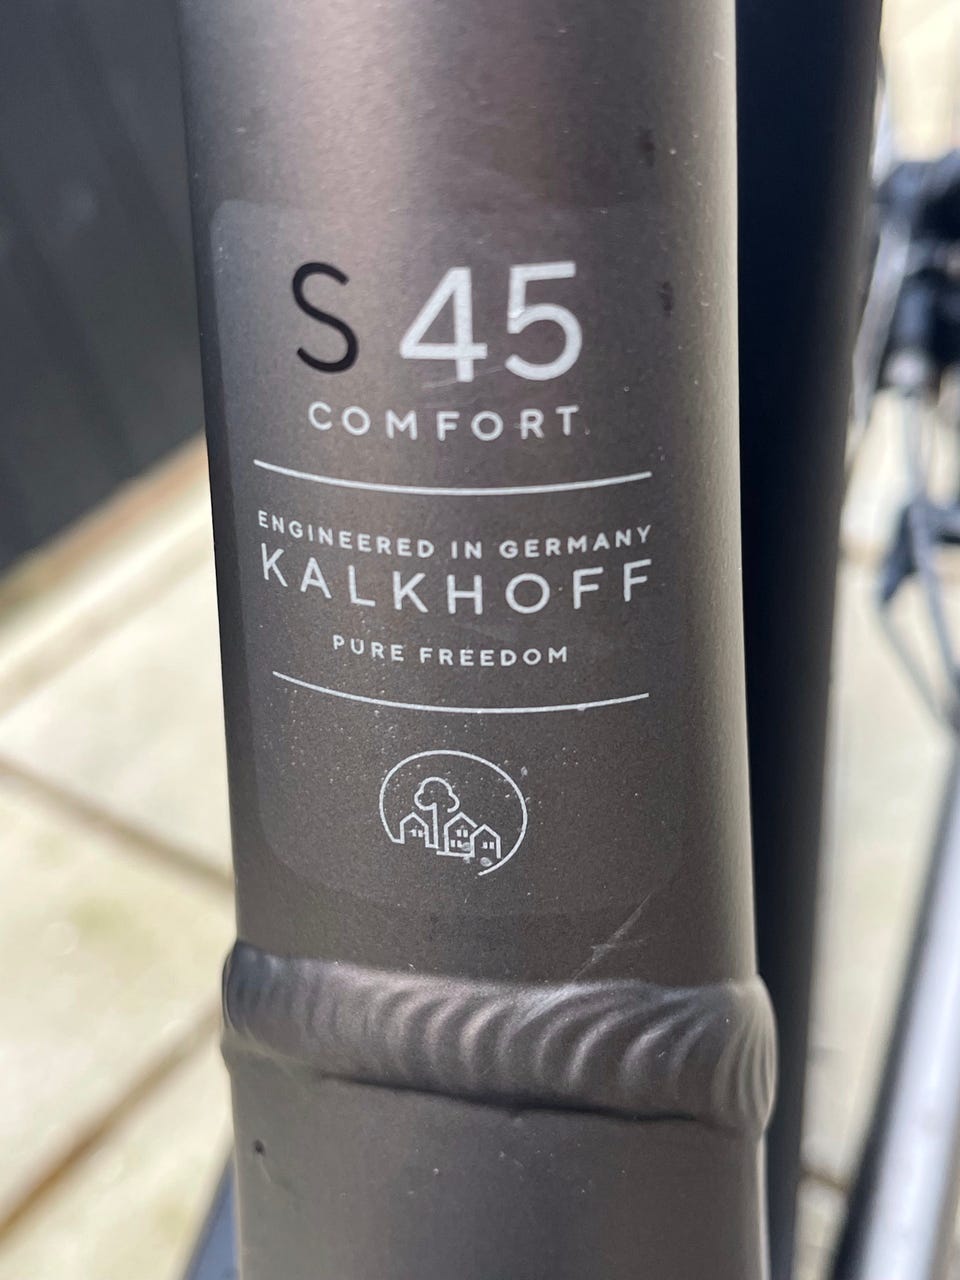 S 45
COMFORT
ENGINEERED IN GERMANY
KALKHOFF
PURE FREEDOM